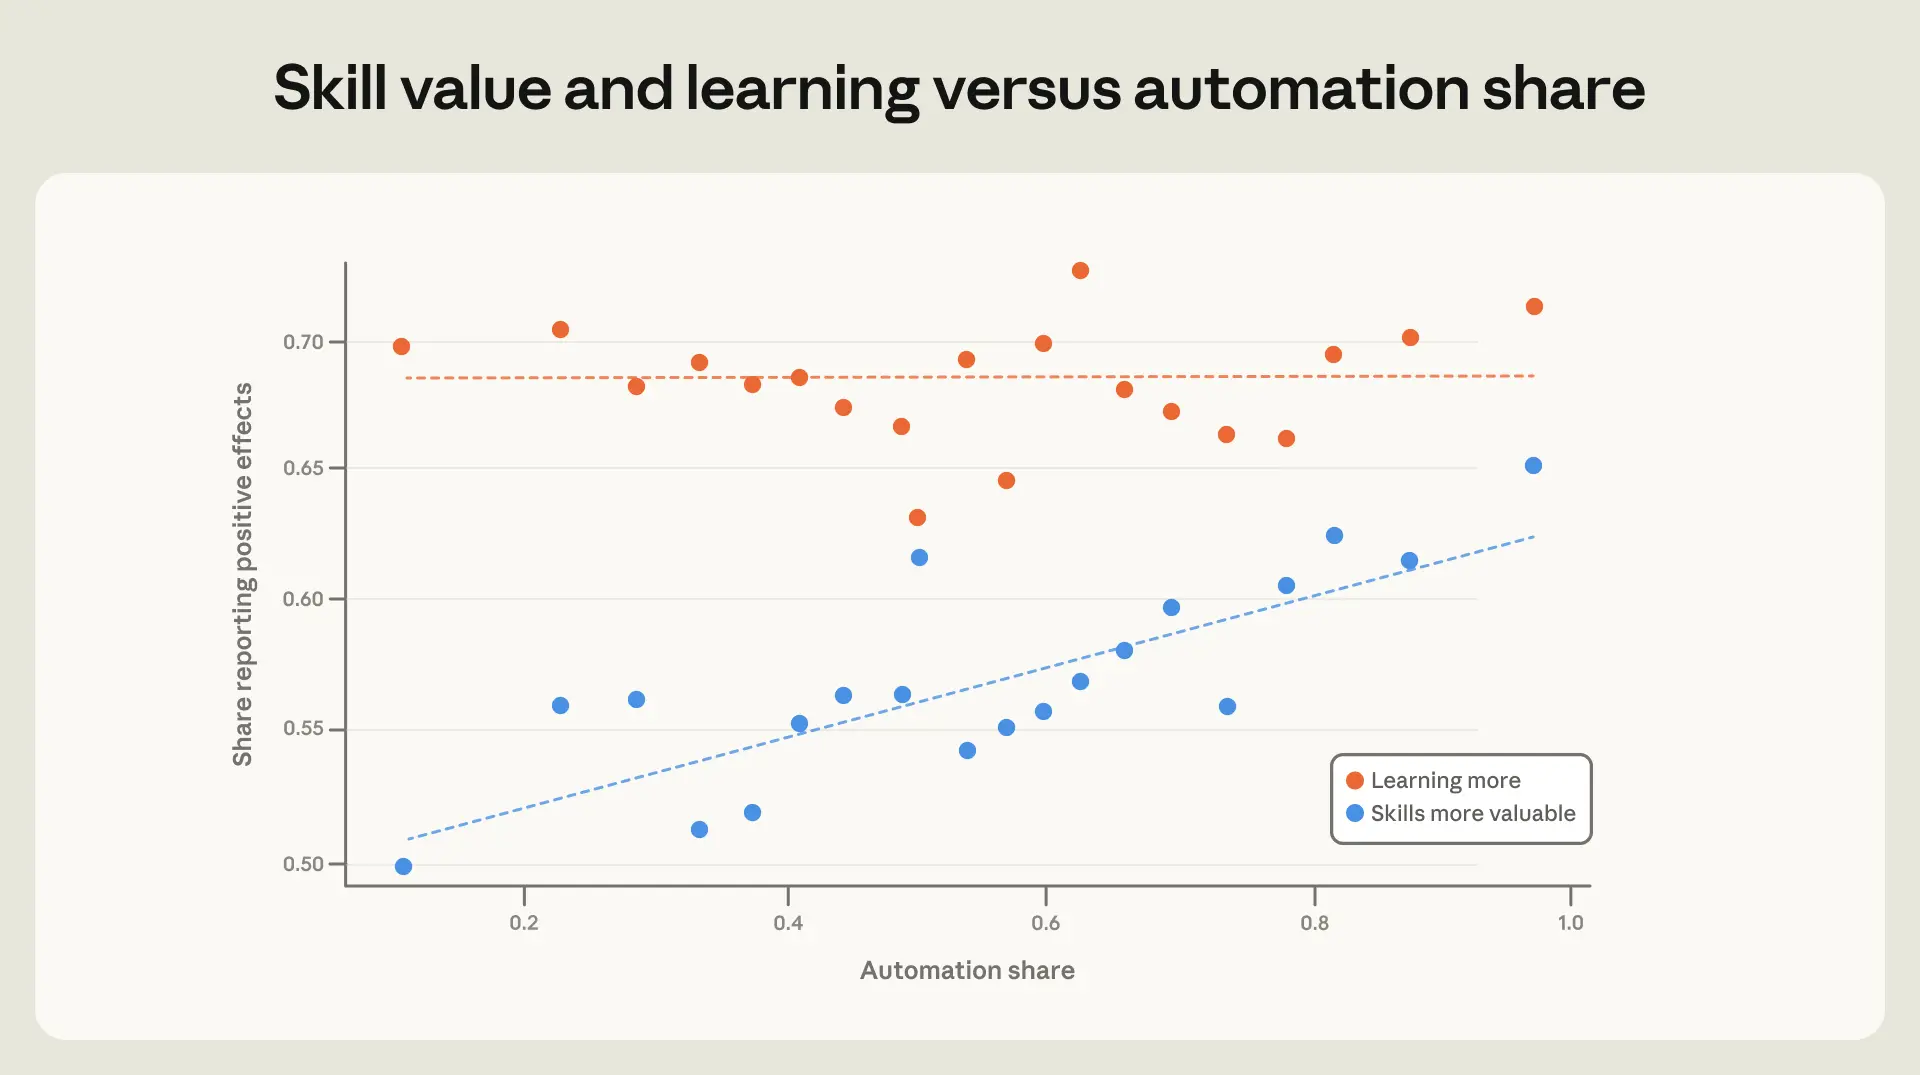 Skill value and learning versus automation share
Share reporting positive effects
0.70
0.65
0.60
0.55
0.50
0.2
0.4
0.6
0.8
1.0
Automation share
Learning more
Skills more valuable